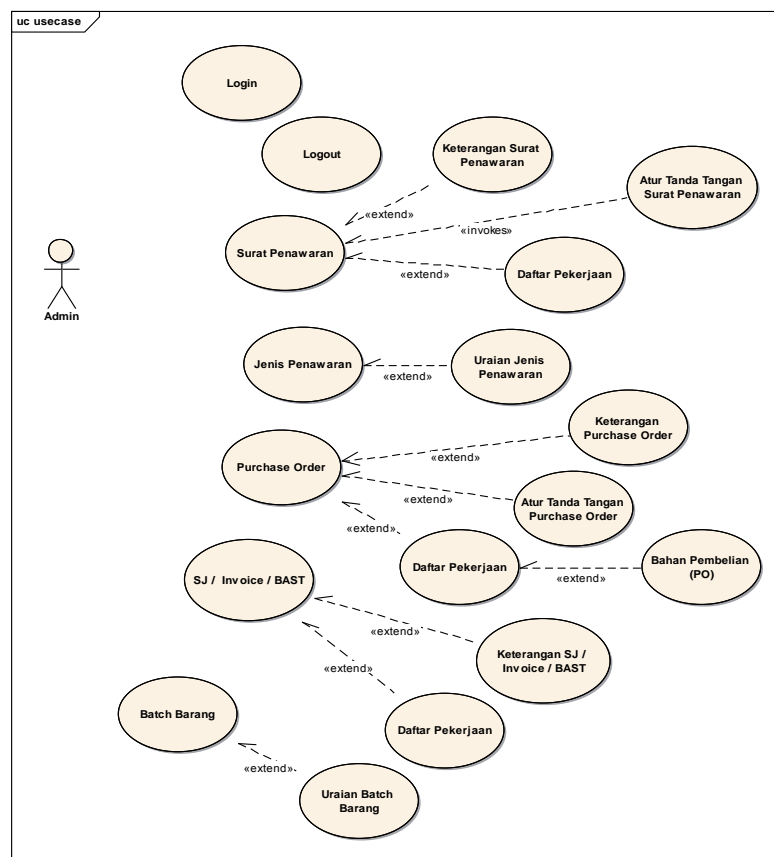 uc usecase
Login
Logout
Keterangan Surat
Penawaran
Atur Tanda Tangan
Surat Penawaran
«extend»
«invokes»
Surat Penawaran
«extend»
Daftar Pekerjaan
Admin
Jenis Penawaran
«extend»
Uraian Jenis
Penawaran
Keterangan
Purchase Order
«extend»
Purchase Order
«extend»
Atur Tanda Tangan
Purchase Order
«extend»
Daftar Pekerjaan
«extend»
Bahan Pembelian
(PO)
SJ / Invoice / BAST
«extend»
Keterangan SJ /
Invoice / BAST
«extend»
Batch Barang
Daftar Pekerjaan
«extend»
Uraian Batch
Barang